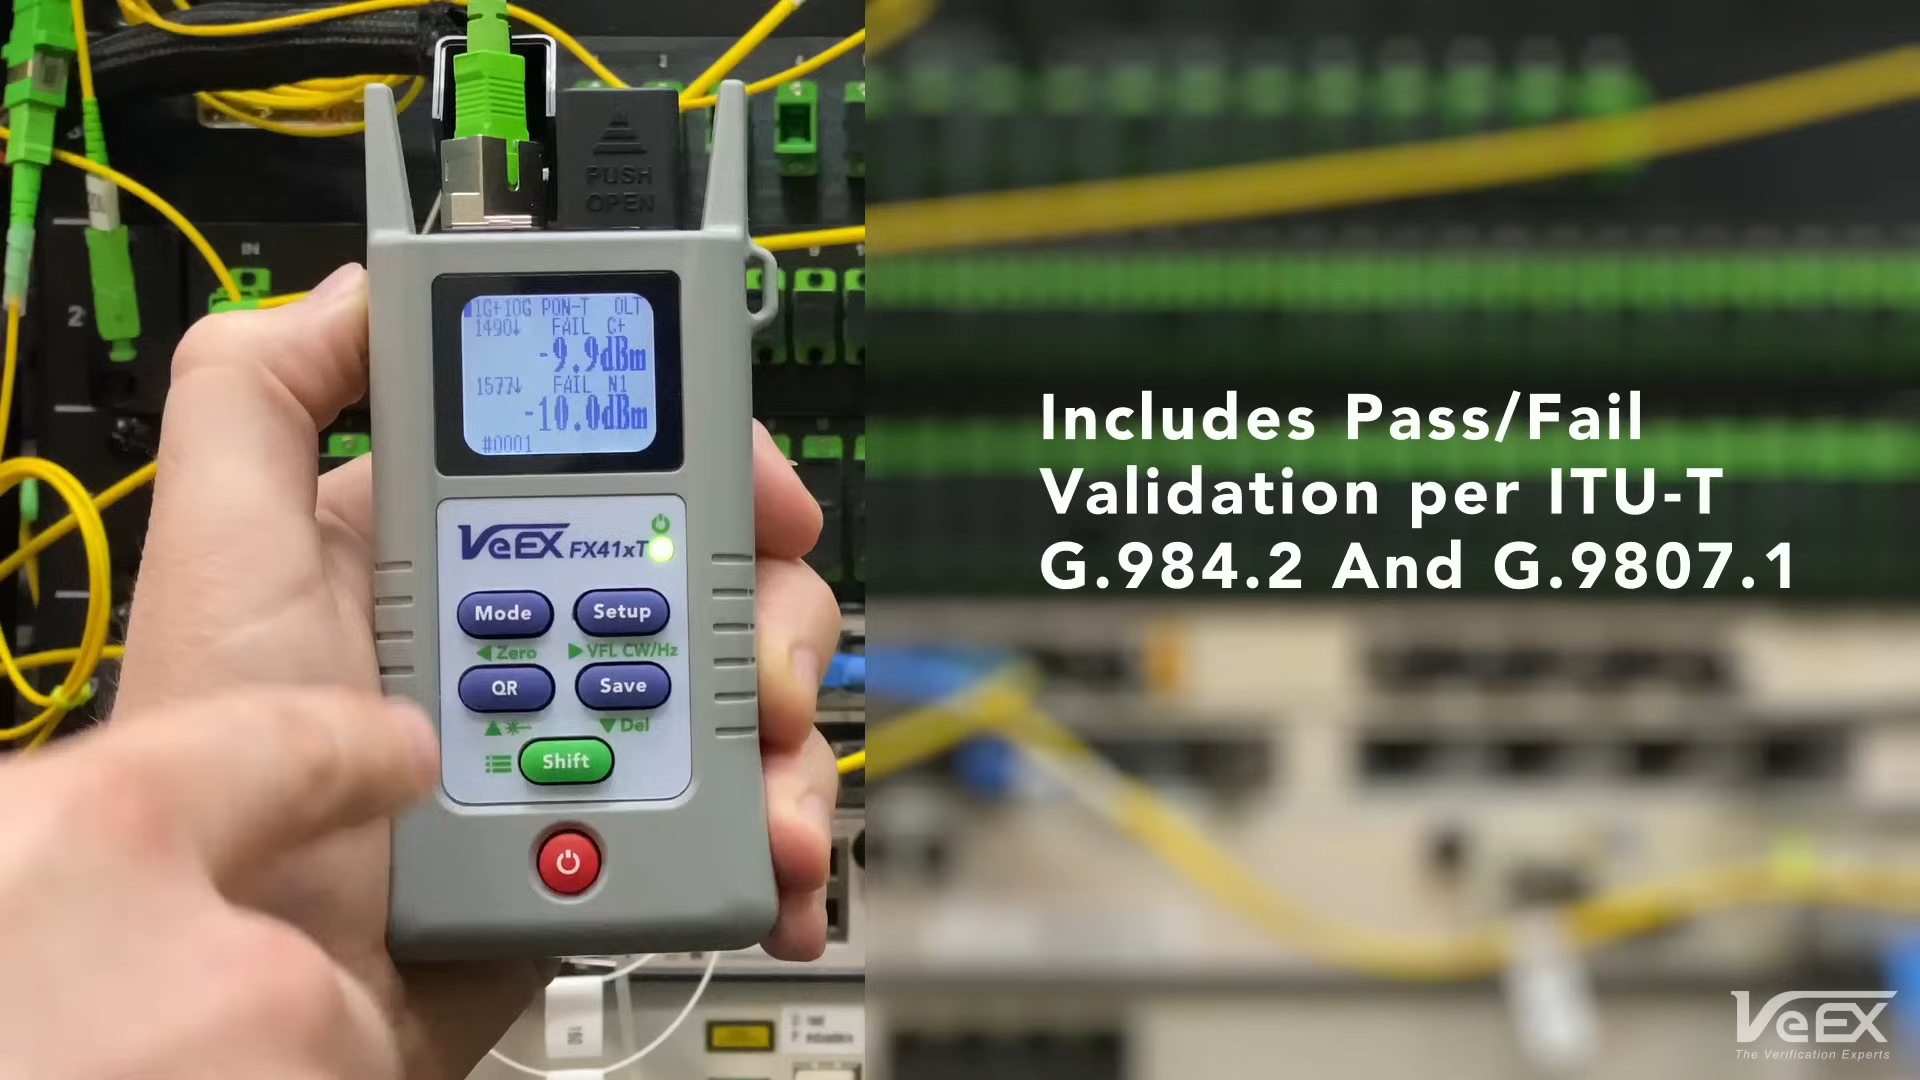 PUSH
OPEN
IN
2
1G+10G PON-T OLT
1490↓ FAIL C+
-9.9dBm
1577↓ FAIL N1
-10.0dBm
#0001
VeEX FX41xT
Mode
Setup
Zero
VFL CW/Hz
QR
Save
Del
Shift
Includes Pass/Fail
Validation per ITU-T
G.984.2 And G.9807.1
VeEX
The Verification Experts